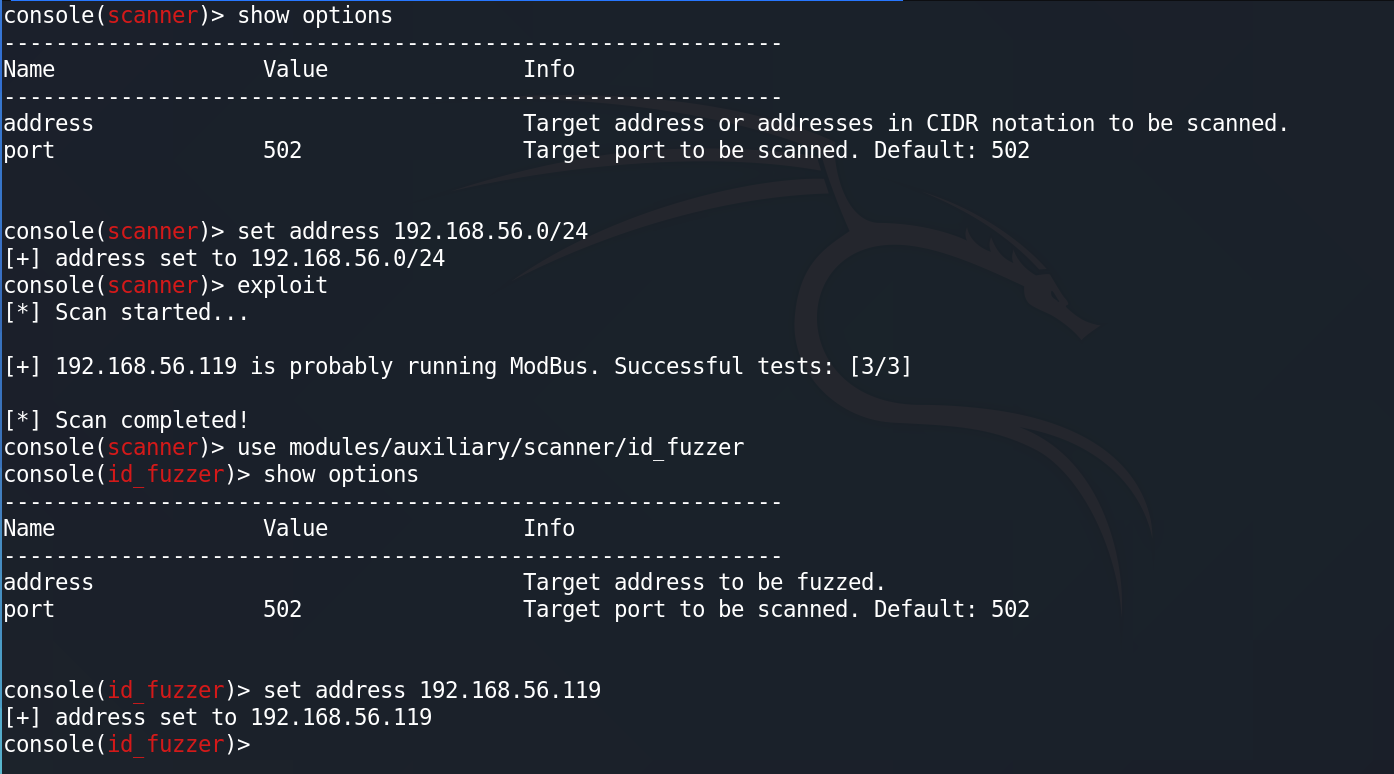 console(scanner)> show options
------------------------------------------------------------
Name                Value               Info
------------------------------------------------------------
address                                 Target address or addresses in CIDR notation to be scanned.
port                502                 Target port to be scanned. Default: 502
console(scanner)> set address 192.168.56.0/24
[+] address set to 192.168.56.0/24
console(scanner)> exploit
[*] Scan started...
[+] 192.168.56.119 is probably running ModBus. Successful tests: [3/3]
[*] Scan completed!
console(scanner)> use modules/auxiliary/scanner/id_fuzzer
console(id_fuzzer)> show options
------------------------------------------------------------
Name                Value               Info
------------------------------------------------------------
address                                 Target address to be fuzzed.
port                502                 Target port to be scanned. Default: 502
console(id_fuzzer)> set address 192.168.56.119
[+] address set to 192.168.56.119
console(id_fuzzer)>